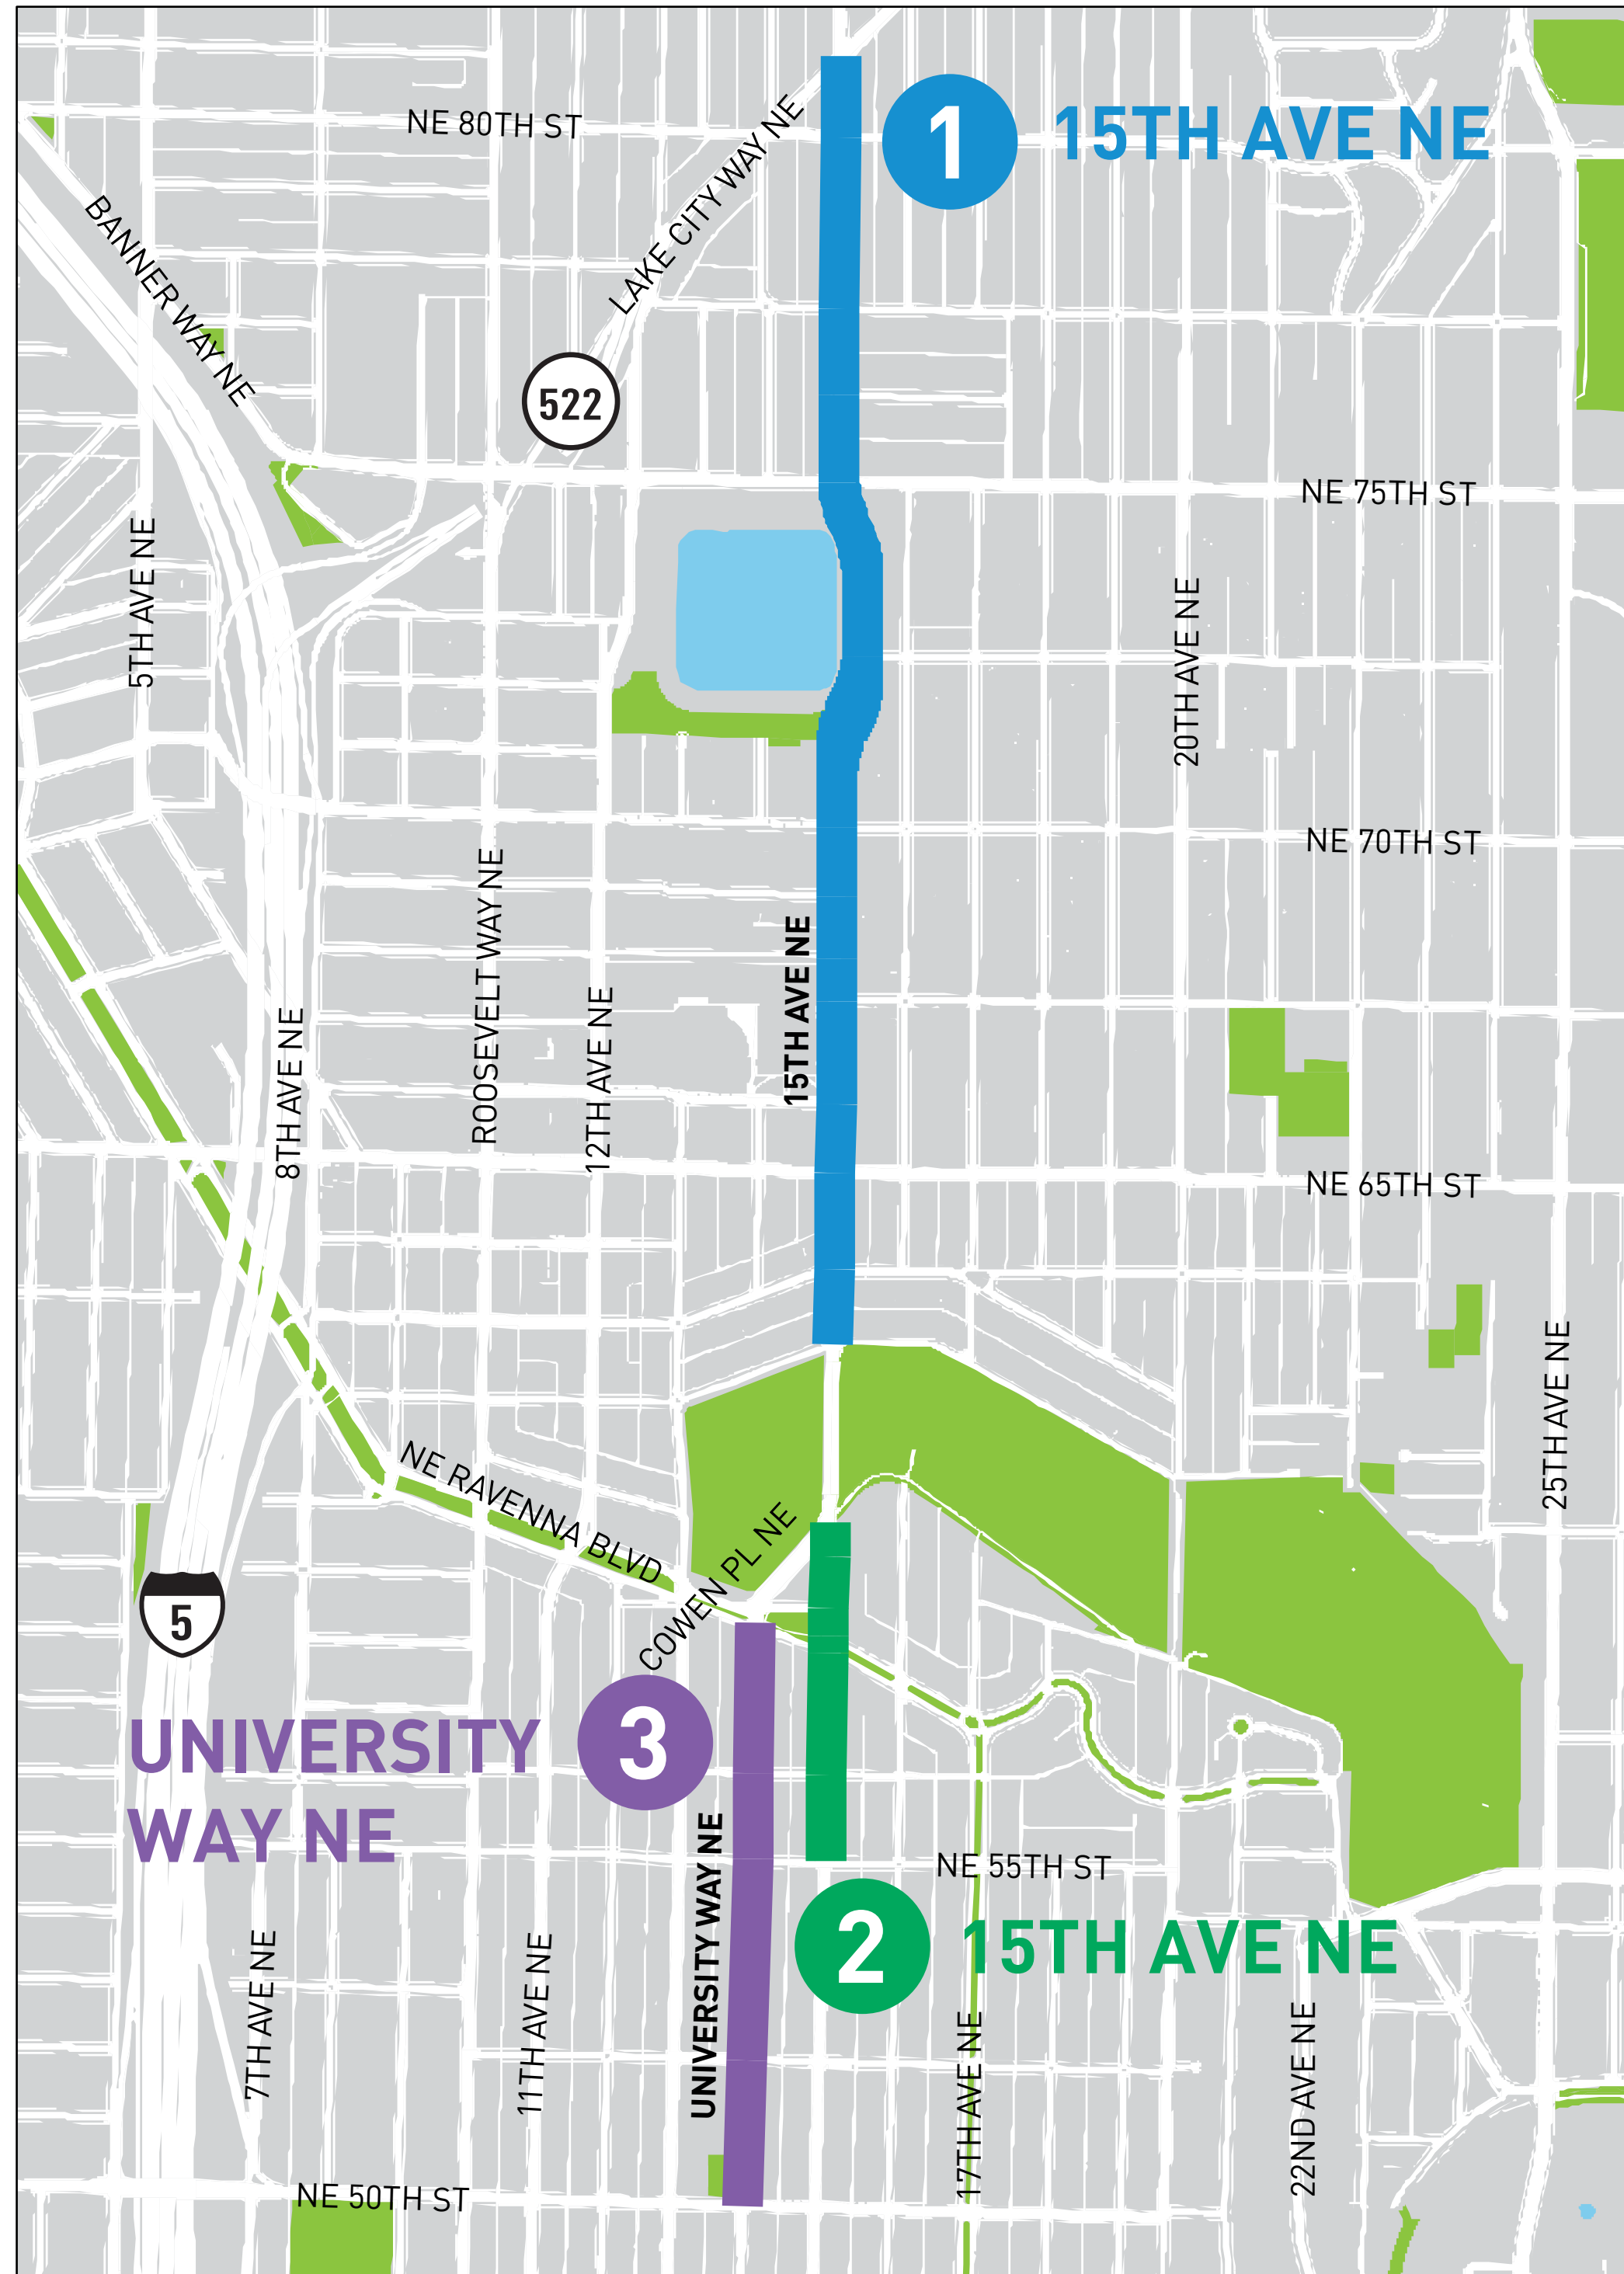 1
15TH AVE NE
NE 80TH ST
LAKE CITY WAY NE
BANNER WAY NE
522
NE 75TH ST
5TH AVE NE
20TH AVE NE
NE 70TH ST
ROOSEVELT WAY NE
15TH AVE NE
12TH AVE NE
8TH AVE NE
NE 65TH ST
25TH AVE NE
NE RAVENNA BLVD
COWEN PL NE
5
3
UNIVERSITY
WAY NE
UNIVERSITY WAY NE
NE 55TH ST
2
15TH AVE NE
7TH AVE NE
11TH AVE NE
17TH AVE NE
22ND AVE NE
NE 50TH ST